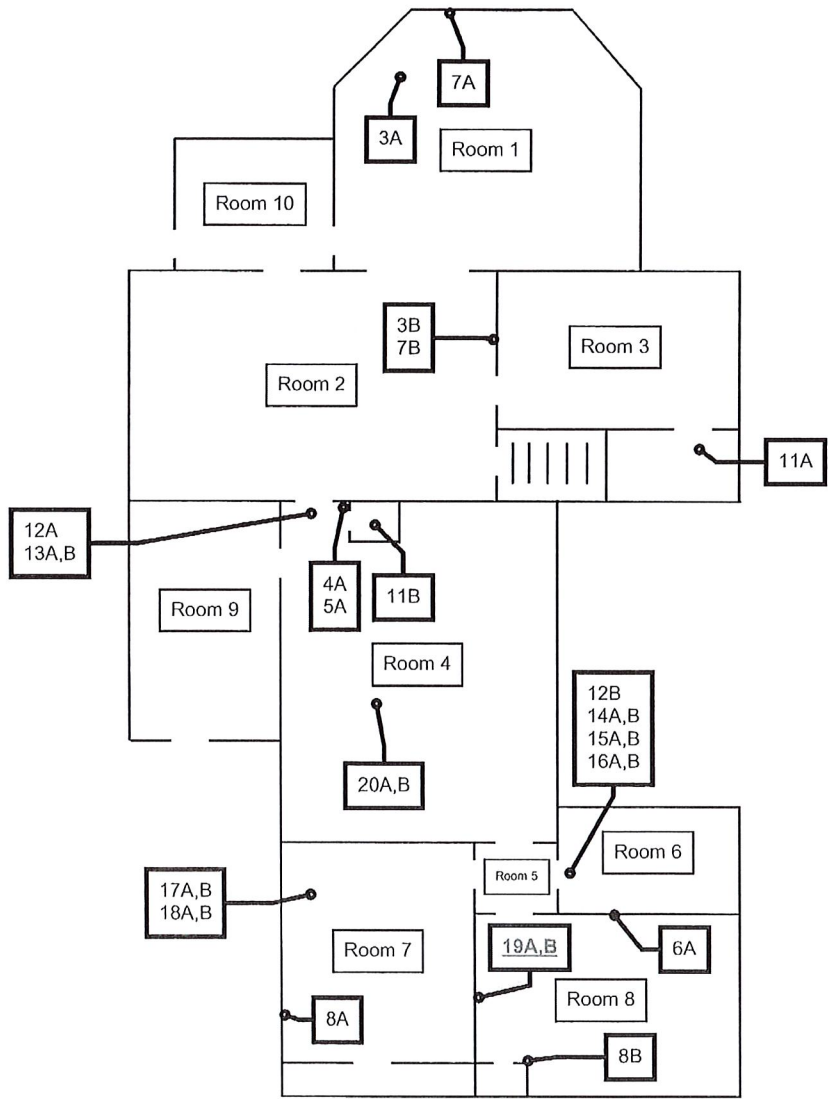 7A
3A
Room 1
Room 10
3B
7B
Room 3
Room 2
11A
12A
13A,B
4A
5A
11B
Room 9
Room 4
12B
14A,B
15A,B
16A,B
20A,B
Room 6
Room 5
17A,B
18A,B
Room 7
19A,B
6A
Room 8
8A
8B